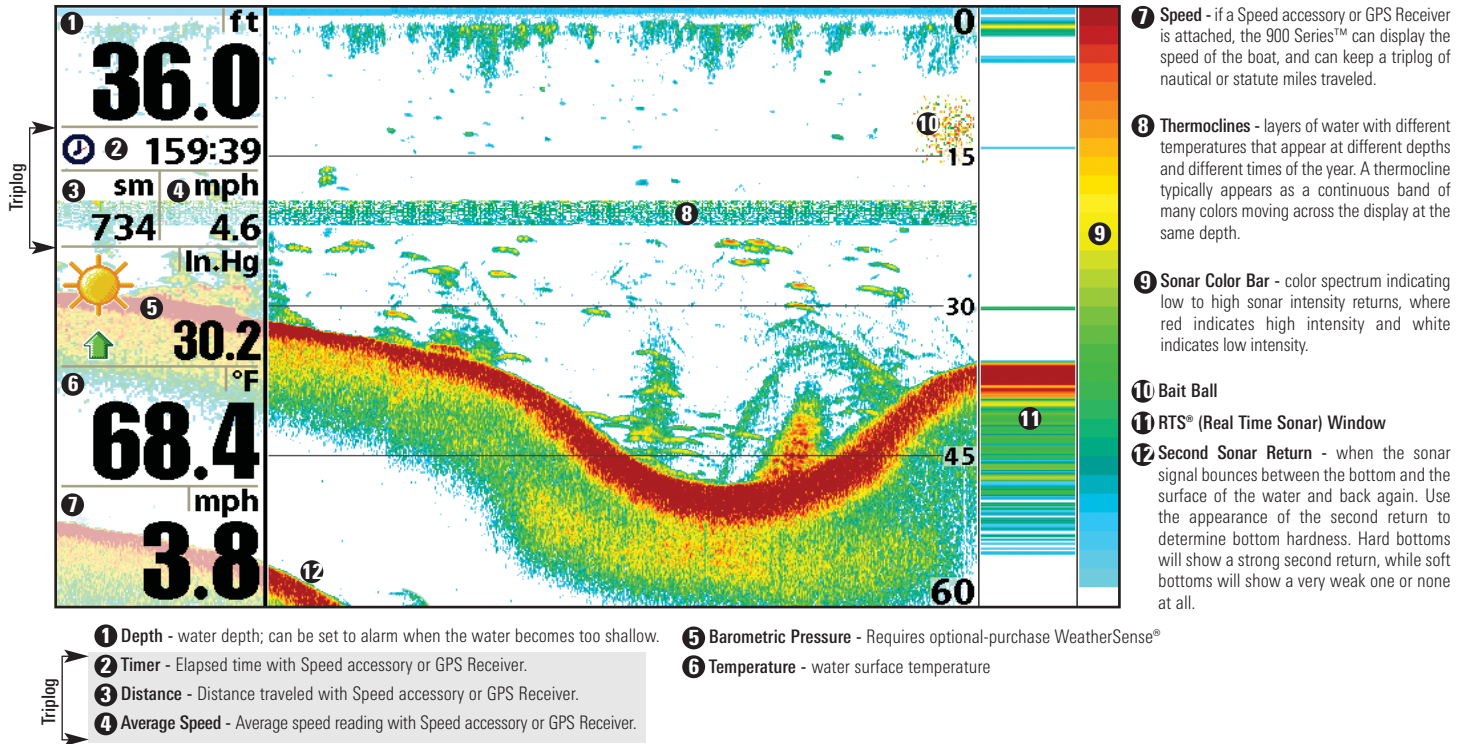 1 ft
36.0
Triplog
2 159:39
3 sm 4 mph
734 4.6
In.Hg
5
30.2
6 °F
68.4
7 mph
3.8
0
10
15
8
30
45
60
12
9
11
7 Speed - if a Speed accessory or GPS Receiver
is attached, the 900 Series™ can display the
speed of the boat, and can keep a triplog of
nautical or statute miles traveled.
8 Thermoclines - layers of water with different
temperatures that appear at different depths
and different times of the year. A thermocline
typically appears as a continuous band of
many colors moving across the display at the
same depth.
9 Sonar Color Bar - color spectrum indicating
low to high sonar intensity returns, where
red indicates high intensity and white
indicates low intensity.
10 Bait Ball
11 RTS® (Real Time Sonar) Window
12 Second Sonar Return - when the sonar
signal bounces between the bottom and the
surface of the water and back again. Use
the appearance of the second return to
determine bottom hardness. Hard bottoms
will show a strong second return, while soft
bottoms will show a very weak one or none
at all.
1 Depth - water depth; can be set to alarm when the water becomes too shallow.
Triplog
2 Timer - Elapsed time with Speed accessory or GPS Receiver.
3 Distance - Distance traveled with Speed accessory or GPS Receiver.
4 Average Speed - Average speed reading with Speed accessory or GPS Receiver.
5 Barometric Pressure - Requires optional-purchase WeatherSense®
6 Temperature - water surface temperature